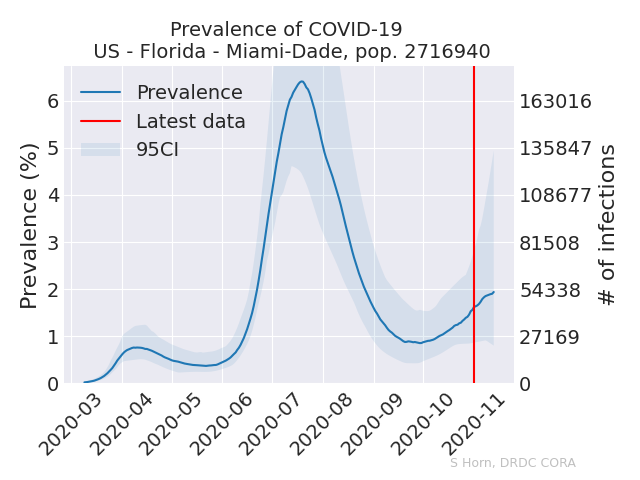 Prevalence of COVID-19
US - Florida - Miami-Dade, pop. 2716940
Prevalence
Latest data
95CI
Prevalence (%)
6
5
4
3
2
1
0
163016
135847
108677
81508
54338
27169
0
# of infections
2020-03
2020-04
2020-05
2020-06
2020-07
2020-08
2020-09
2020-10
2020-11
S Horn, DRDC CORA